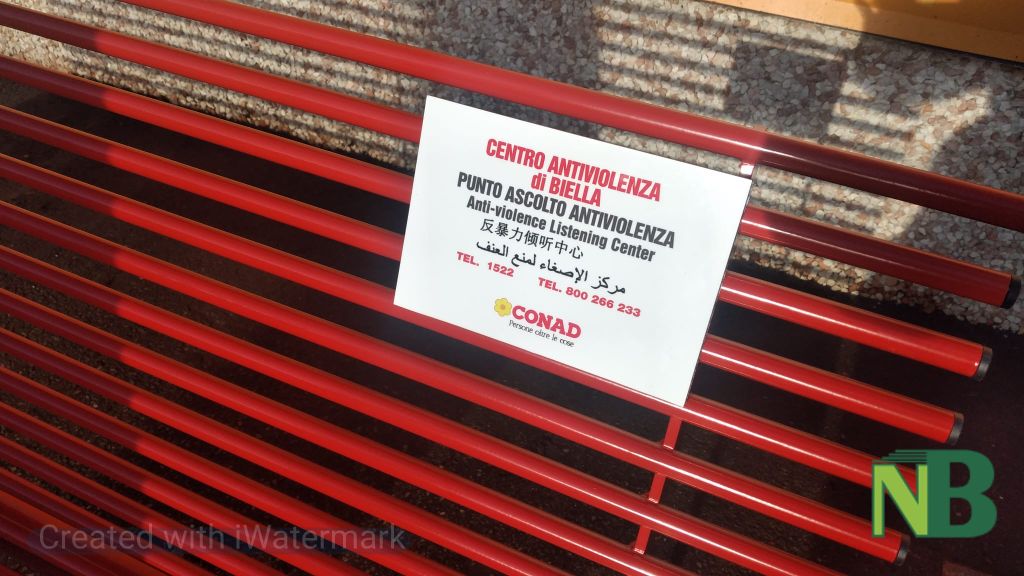 CENTRO ANTIVIOLENZA
di BIELLA
PUNTO ASCOLTO ANTIVIOLENZA
Anti-violence Listening Center
反暴力倾听中心
مركز الإصغاء لمنع العنف
TEL. 1522
TEL. 800 266 233
CONAD
Persone oltre le cose
NB
Created with iWatermark